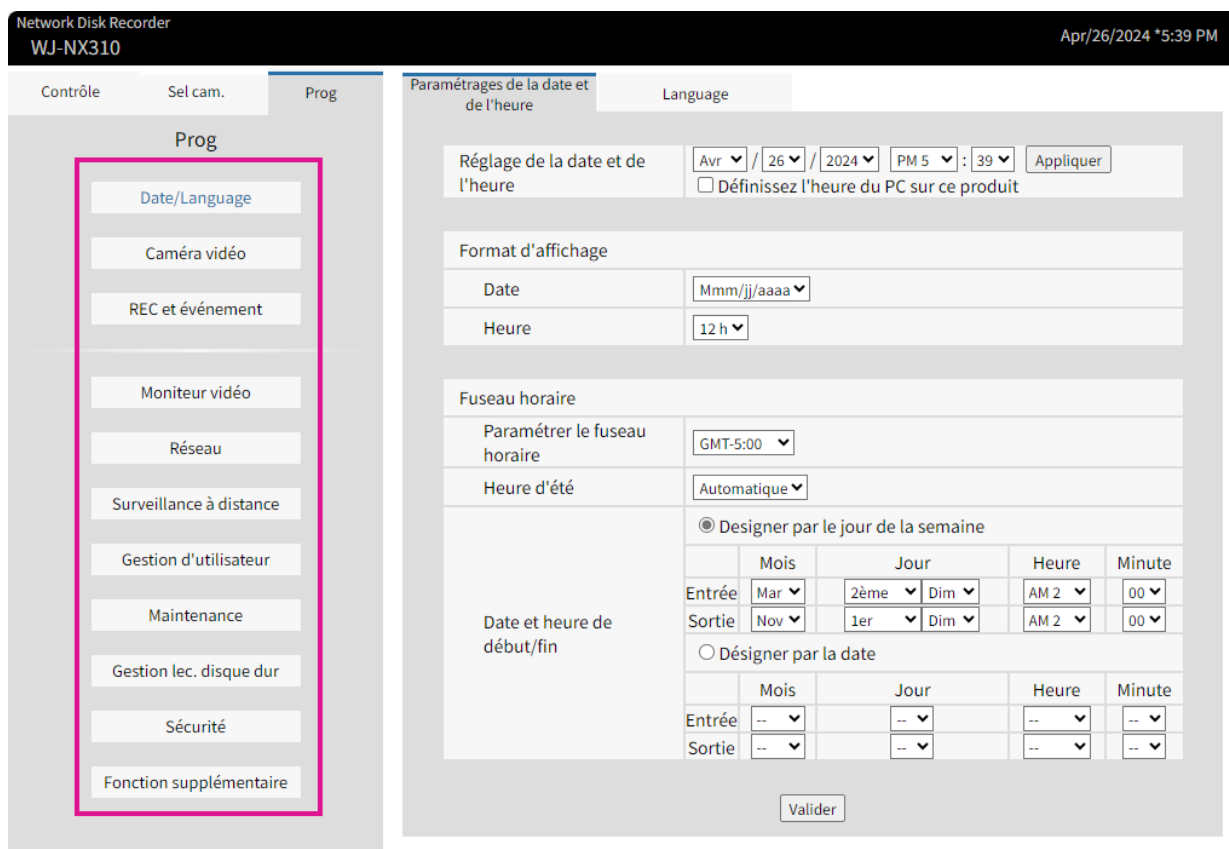 Network Disk Recorder
WJ-NX310
Apr/26/2024 *5:39 PM
Contrôle Sel cam. Prog
Prog
Date/Language
Caméra vidéo
REC et événement
Moniteur vidéo
Réseau
Surveillance à distance
Gestion d'utilisateur
Maintenance
Gestion lec. disque dur
Sécurité
Fonction supplémentaire
Paramétrages de la date et
de l'heure
Language
Réglage de la date et de
l'heure
Avr / 26 / 2024 PM 5 : 39 Appliquer
Définissez l'heure du PC sur ce produit
Format d'affichage
Date Mmm/jj/aaaa
Heure 12 h
Fuseau horaire
Paramétrer le fuseau
horaire
GMT-5:00
Heure d'été Automatique
Date et heure de
début/fin
Designer par le jour de la semaine
Mois Jour Heure Minute
Entrée Mar 2ème Dim AM 2 00
Sortie Nov 1er Dim AM 2 00
Désigner par la date
Mois Jour Heure Minute
Entrée -- -- -- --
Sortie -- -- -- --
Valider